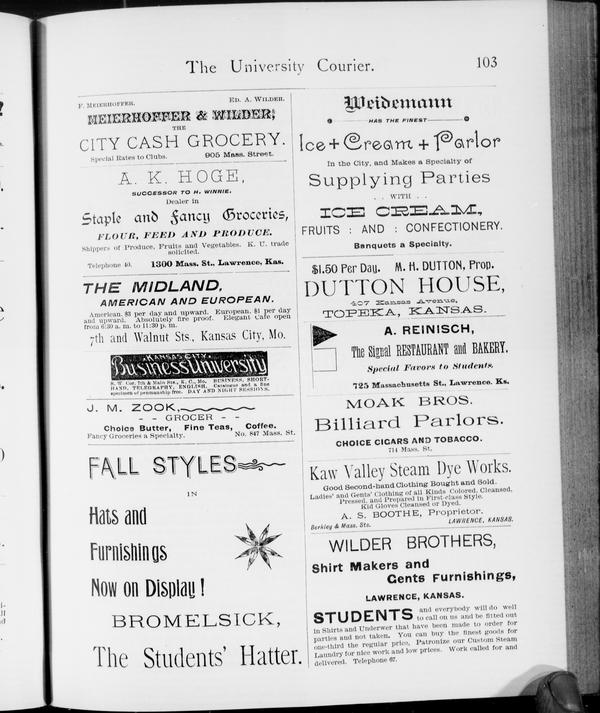 The University Courier. 103
F. MEIERHOFFER. ED. A. WILDER.
MEIERHOFFER & WILDER,
THE
CITY CASH GROCERY.
Special Rates to Clubs. 905 Mass. Street.
A. K. HOGE,
SUCCESSOR TO H. WINNIE.
Dealer in
Staple and Fancy Groceries,
FLOUR, FEED AND PRODUCE.
Shippers of Produce, Fruits and Vegetables. K. U. trade
solicited.
Telephone 40. 1300 Mass. St., Lawrence, Kas.
THE MIDLAND,
AMERICAN AND EUROPEAN.
American, $3 per day and upward. European, $1 per day
and upward. Absolutely fire proof. Elegant Cafe open
from 6:30 a. m. to 11:30 p. m.
7th and Walnut Sts., Kansas City, Mo.
KANSAS CITY
Business University
N. W. Cor. 7th & Main Sts., K. C., Mo. BUSINESS, SHORT-
HAND, TELEGRAPHY, ENGLISH. Catalogue and a fine
specimen of penmanship free. DAY AND NIGHT SESSIONS.
J. M. ZOOK,
- - GROCER - -
Choice Butter, Fine Teas, Coffee.
Fancy Groceries a Specialty. No. 847 Mass. St.
FALL STYLES
IN
Hats and
Furnishings
Now on Display!
BROMELSICK,
The Students' Hatter.
Weidemann
HAS THE FINEST
Ice + Cream + Parlor
In the City, and Makes a Specialty of
Supplying Parties
. . WITH . .
ICE CREAM,
FRUITS : AND : CONFECTIONERY.
Banquets a Specialty.
$1.50 Per Day. M. H. DUTTON, Prop.
DUTTON HOUSE,
407 Kansas Avenue,
TOPEKA, KANSAS.
A. REINISCH,
The Signal RESTAURANT and BAKERY.
Special Favors to Students.
725 Massachusetts St., Lawrence. Ks.
MOAK BROS.
Billiard Parlors.
CHOICE CIGARS AND TOBACCO.
714 Mass. St.
Kaw Valley Steam Dye Works.
Good Second-hand Clothing Bought and Sold.
Ladies' and Gents' Clothing of all Kinds Colored, Cleansed,
Pressed, and Prepared in First-class Style.
Kid Gloves Cleansed or Dyed.
A. S. BOOTHE, Proprietor.
Berkley & Mass. Sts. LAWRENCE, KANSAS.
WILDER BROTHERS,
Shirt Makers and
Gents Furnishings,
LAWRENCE, KANSAS.
STUDENTS and everybody will do well
to call on us and be fitted out
in Shirts and Underwer that have been made to order for
parties and not taken. You can buy the finest goods for
one-third the regular price, Patronize our Custom Steam
Laundry for nice work and low prices. Work called for and
delivered. Telephone 67.